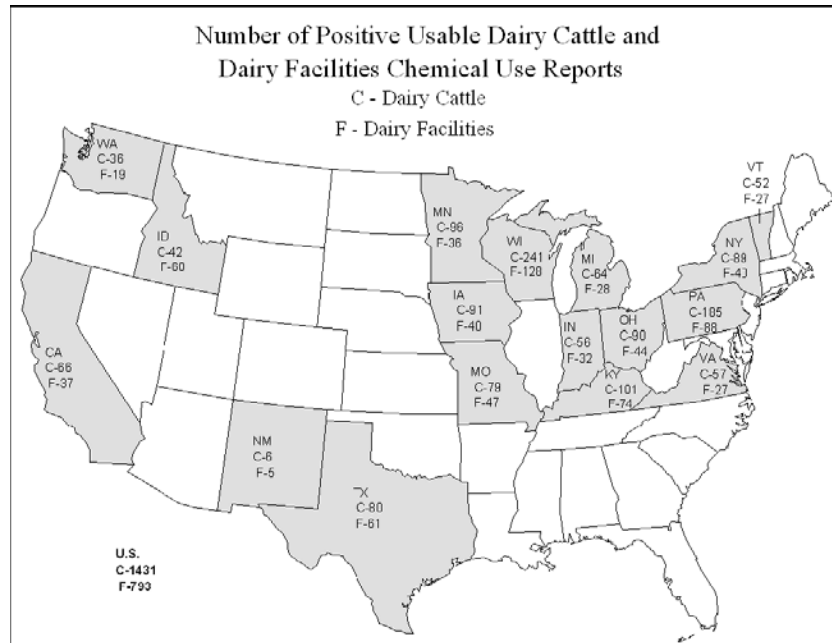 Number of Positive Usable Dairy Cattle and
Dairy Facilities Chemical Use Reports
C - Dairy Cattle
F - Dairy Facilities
WA
C-36
F-19
ID
C-42
F-60
CA
C-66
F-37
NM
C-6
F-5
TX
C-80
F-61
MN
C-96
F-36
IA
C-91
F-40
MO
C-79
F-47
WI
C-241
F-128
MI
C-64
F-28
IN
C-56
F-32
OH
C-90
F-44
KY
C-101
F-74
VT
C-52
F-27
NY
PA
C-105
F-88
VA
C-57
F-27
U.S.
C-1431
F-793